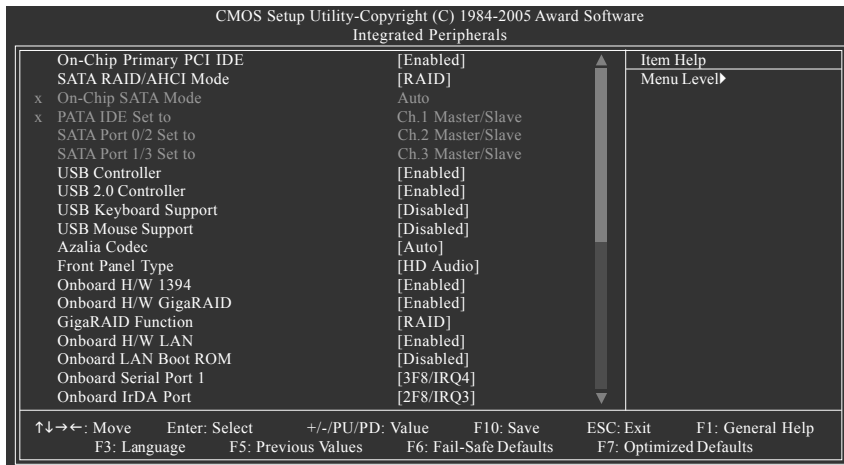 CMOS Setup Utility-Copyright (C) 1984-2005 Award Software
Integrated Peripherals
On-Chip Primary PCI IDE [Enabled] Item Help
SATA RAID/AHCI Mode [RAID] Menu Level
x On-Chip SATA Mode Auto
x PATA IDE Set to Ch.1 Master/Slave
SATA Port 0/2 Set to Ch.2 Master/Slave
SATA Port 1/3 Set to Ch.3 Master/Slave
USB Controller [Enabled]
USB 2.0 Controller [Enabled]
USB Keyboard Support [Disabled]
USB Mouse Support [Disabled]
Azalia Codec [Auto]
Front Panel Type [HD Audio]
Onboard H/W 1394 [Enabled]
Onboard H/W GigaRAID [Enabled]
GigaRAID Function [RAID]
Onboard H/W LAN [Enabled]
Onboard LAN Boot ROM [Disabled]
Onboard Serial Port 1 [3F8/IRQ4]
Onboard IrDA Port [2F8/IRQ3]
↑↓→←: Move Enter: Select +/-/PU/PD: Value F10: Save ESC: Exit F1: General Help
F3: Language F5: Previous Values F6: Fail-Safe Defaults F7: Optimized Defaults